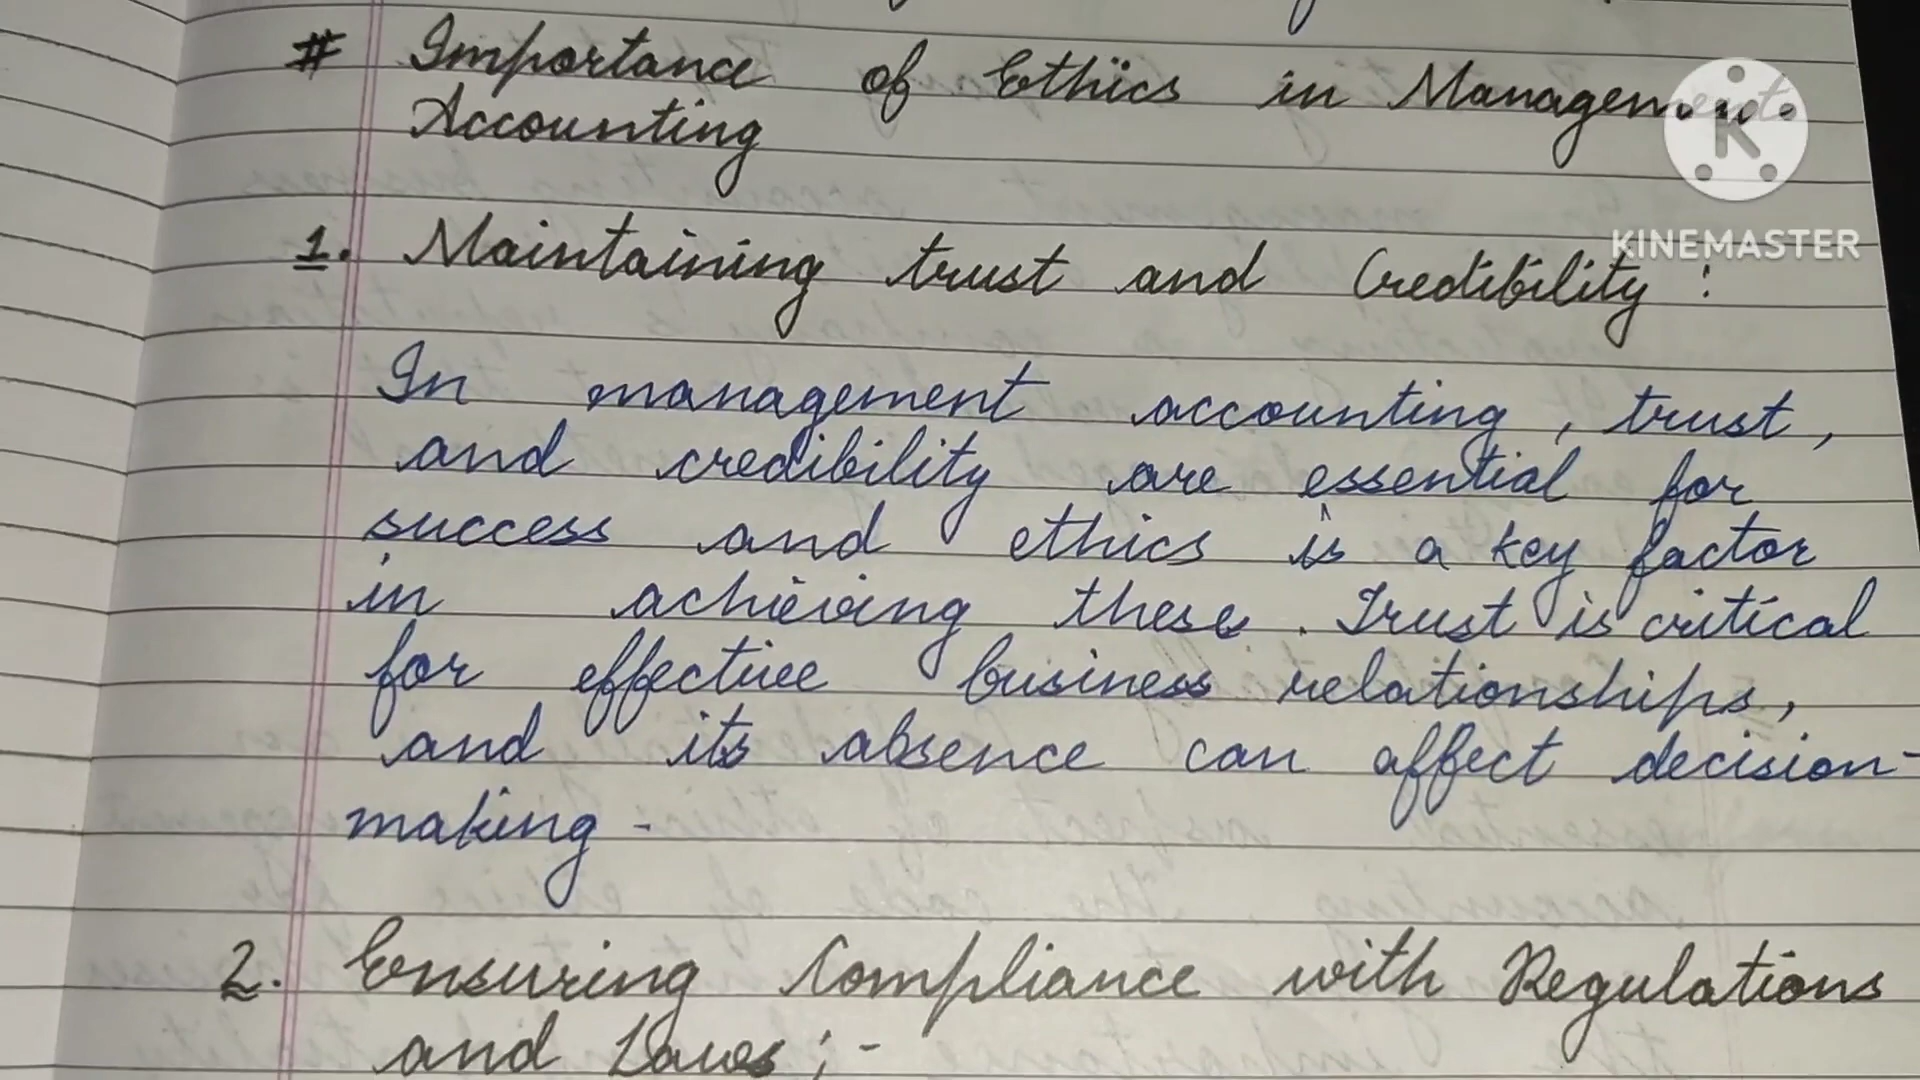 # Importance of Ethics in Management
Accounting
KINEMASTER
1. Maintaining trust and Credibility :
In management accounting, trust,
and credibility are essential for
success and ethics is a key factor
in achieving these. Trust is critical
for effective business relationships,
and its absence can affect decision-
making -
2. Ensuring Compliance with Regulations
and Laws ; -